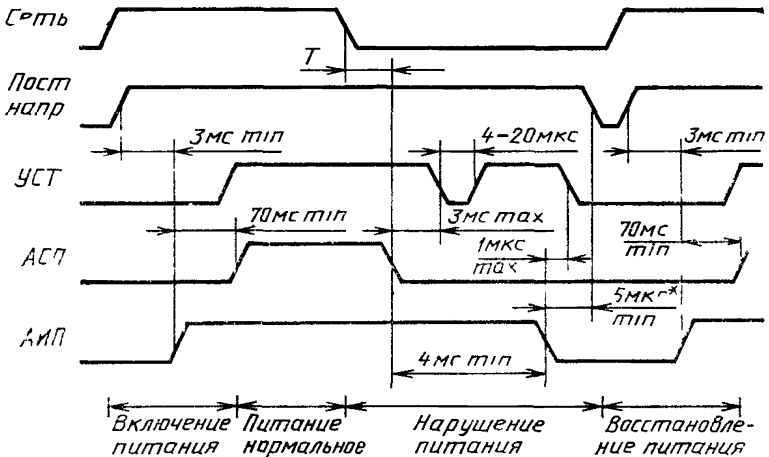 Сеть
T
Пост
напр
3мс min
4-20мкс
3мс min
УСТ
70мс min
3мс max
70мс
min
АСП
1мкс
max
5мкс*
min
АИП
4мс min
Включение
питания
Питание
нормальное
Нарушение
питания
Восстановле-
ние питания